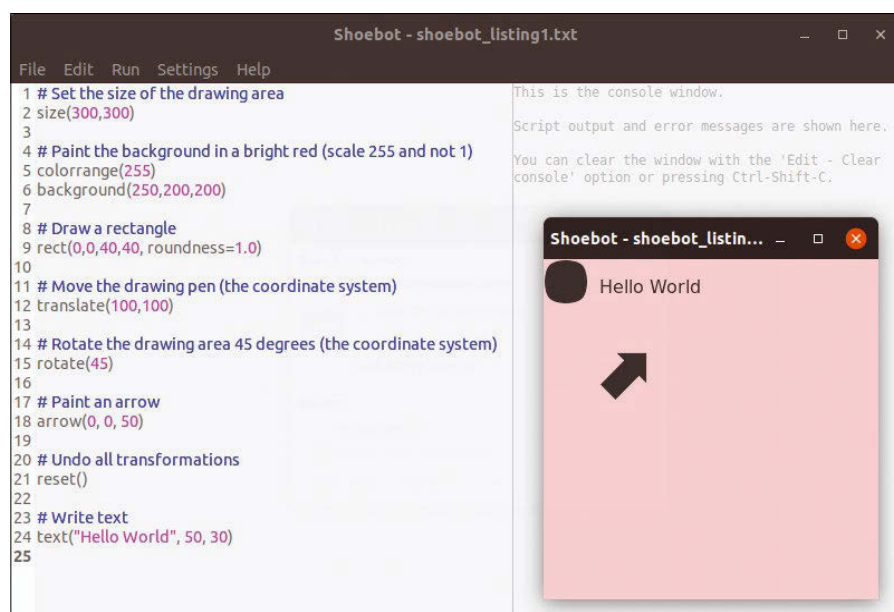 Shoebot - shoebot_listing1.txt
File Edit Run Settings Help
1 # Set the size of the drawing area
2 size(300,300)
3
4 # Paint the background in a bright red (scale 255 and not 1)
5 colorrange(255)
6 background(250,200,200)
7
8 # Draw a rectangle
9 rect(0,0,40,40, roundness=1.0)
10
11 # Move the drawing pen (the coordinate system)
12 translate(100,100)
13
14 # Rotate the drawing area 45 degrees (the coordinate system)
15 rotate(45)
16
17 # Paint an arrow
18 arrow(0, 0, 50)
19
20 # Undo all transformations
21 reset()
22
23 # Write text
24 text("Hello World", 50, 30)
25
This is the console window.
Script output and error messages are shown here.
You can clear the window with the 'Edit - Clear
console' option or pressing Ctrl-Shift-C.
Shoebot - shoebot_listin...
Hello World